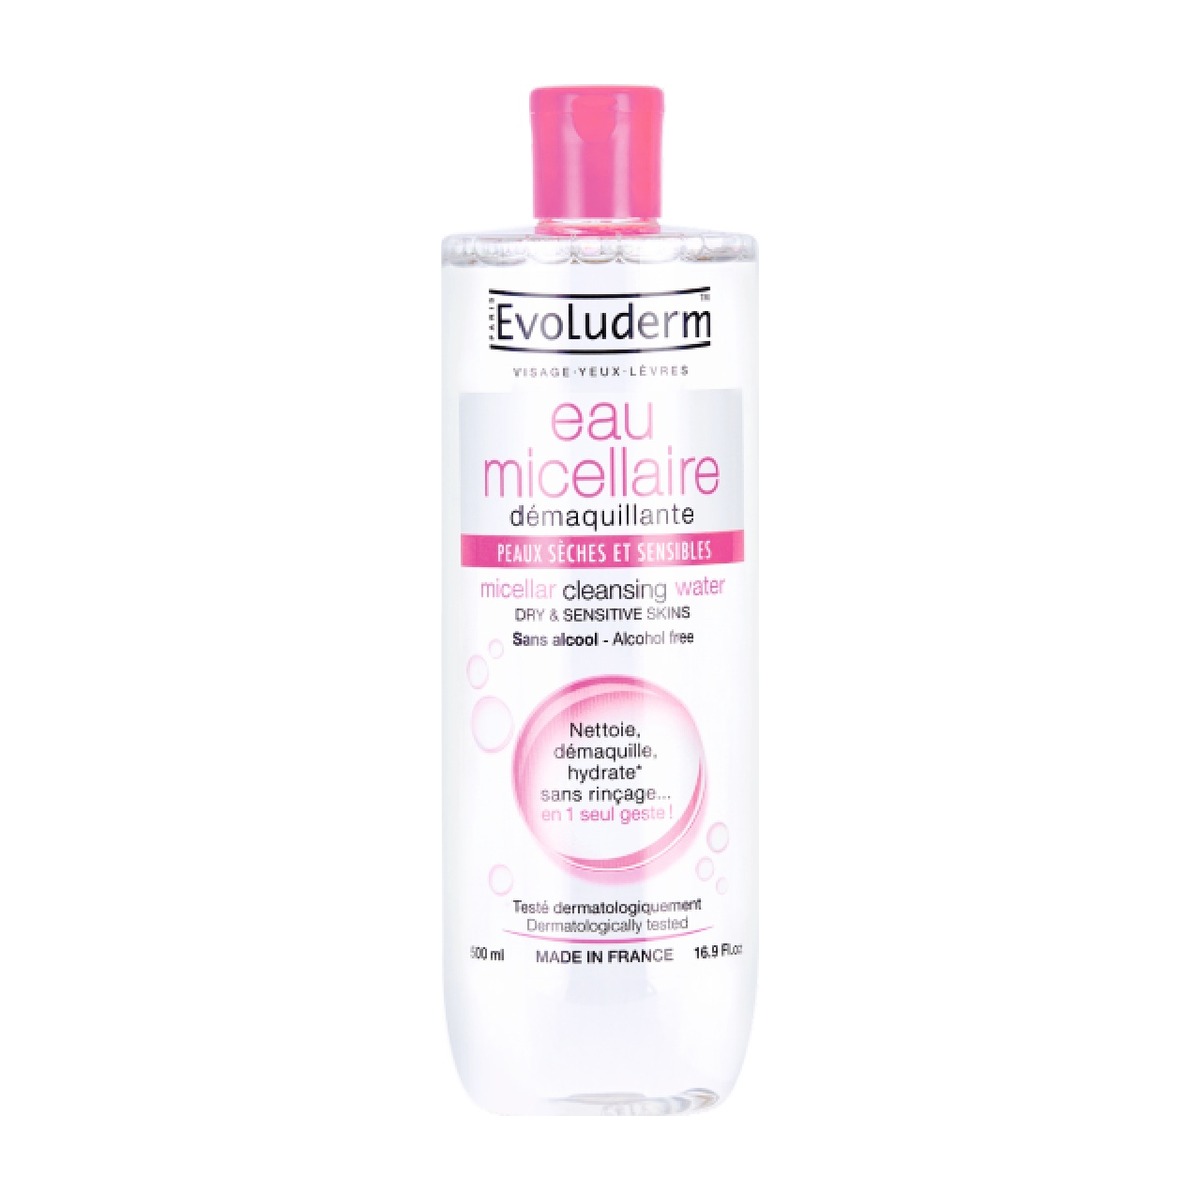 PARIS
Evoluderm™
VISAGE·YEUX·LÈVRES
eau
micellaire
démaquillante
PEAUX SÈCHES ET SENSIBLES
micellar cleansing water
DRY & SENSITIVE SKINS
Sans alcool - Alcohol free
Nettoie,
démaquille,
hydrate*
sans rinçage...
en 1 seul geste !
Testé dermatologiquement
Dermatologically tested
500 ml MADE IN FRANCE 16.9 Fl.oz